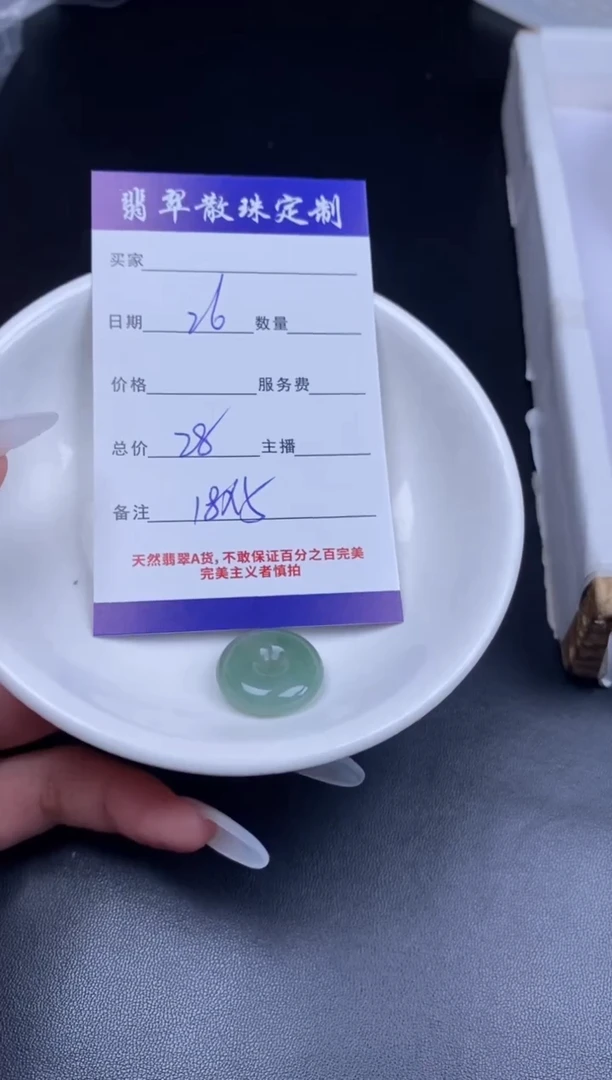 翡翠散珠定制
买家
日期 26 数量
价格 服务费
总价 28 主播
备注 18X5
天然翡翠A货,不敢保证百分之百完美
完美主义者慎拍